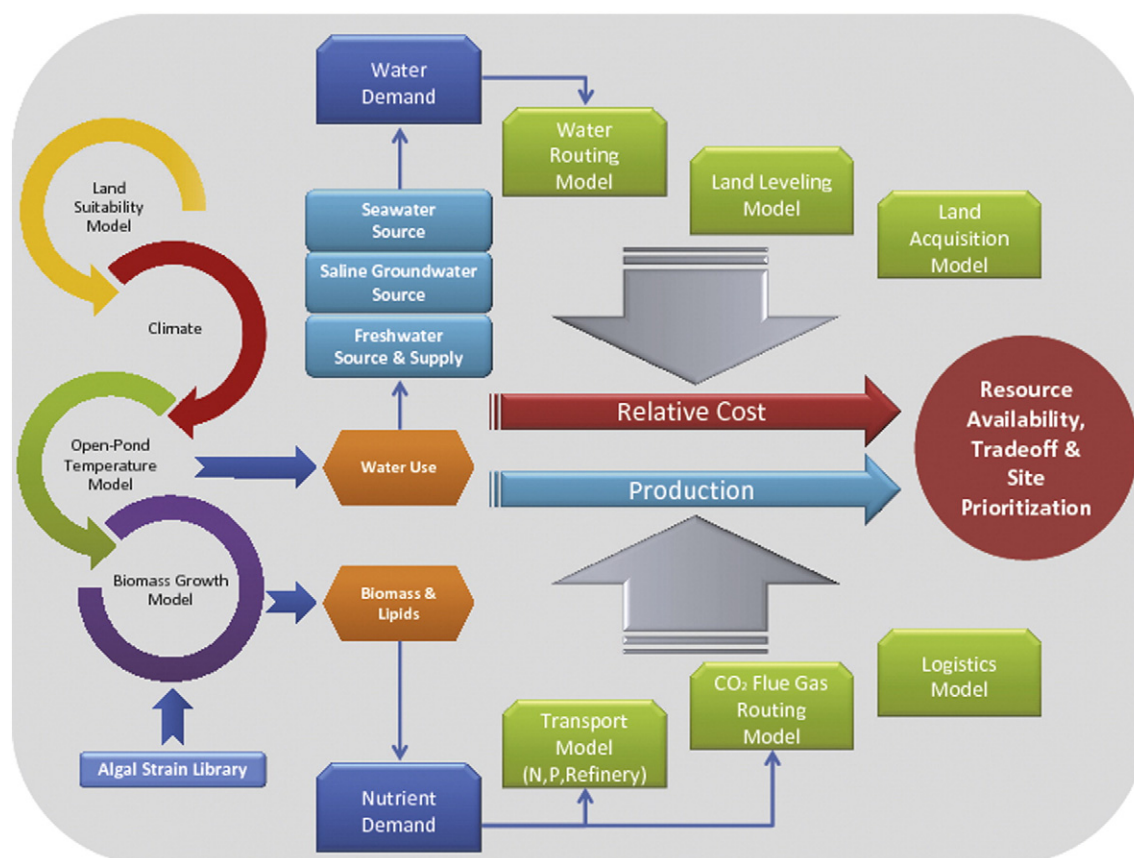 Water
Demand
Water
Routing
Model
Land Leveling
Model
Land
Acquisition
Model
Land
Suitability
Model
Climate
Open-Pond
Temperature
Model
Biomass Growth
Model
Algal Strain Library
Seawater
Source
Saline Groundwater
Source
Freshwater
Source & Supply
Water Use
Biomass &
Lipids
Nutrient
Demand
Relative Cost
Production
Resource
Availability,
Tradeoff &
Site
Prioritization
Transport
Model
(N,P,Refinery)
CO₂ Flue Gas
Routing
Model
Logistics
Model